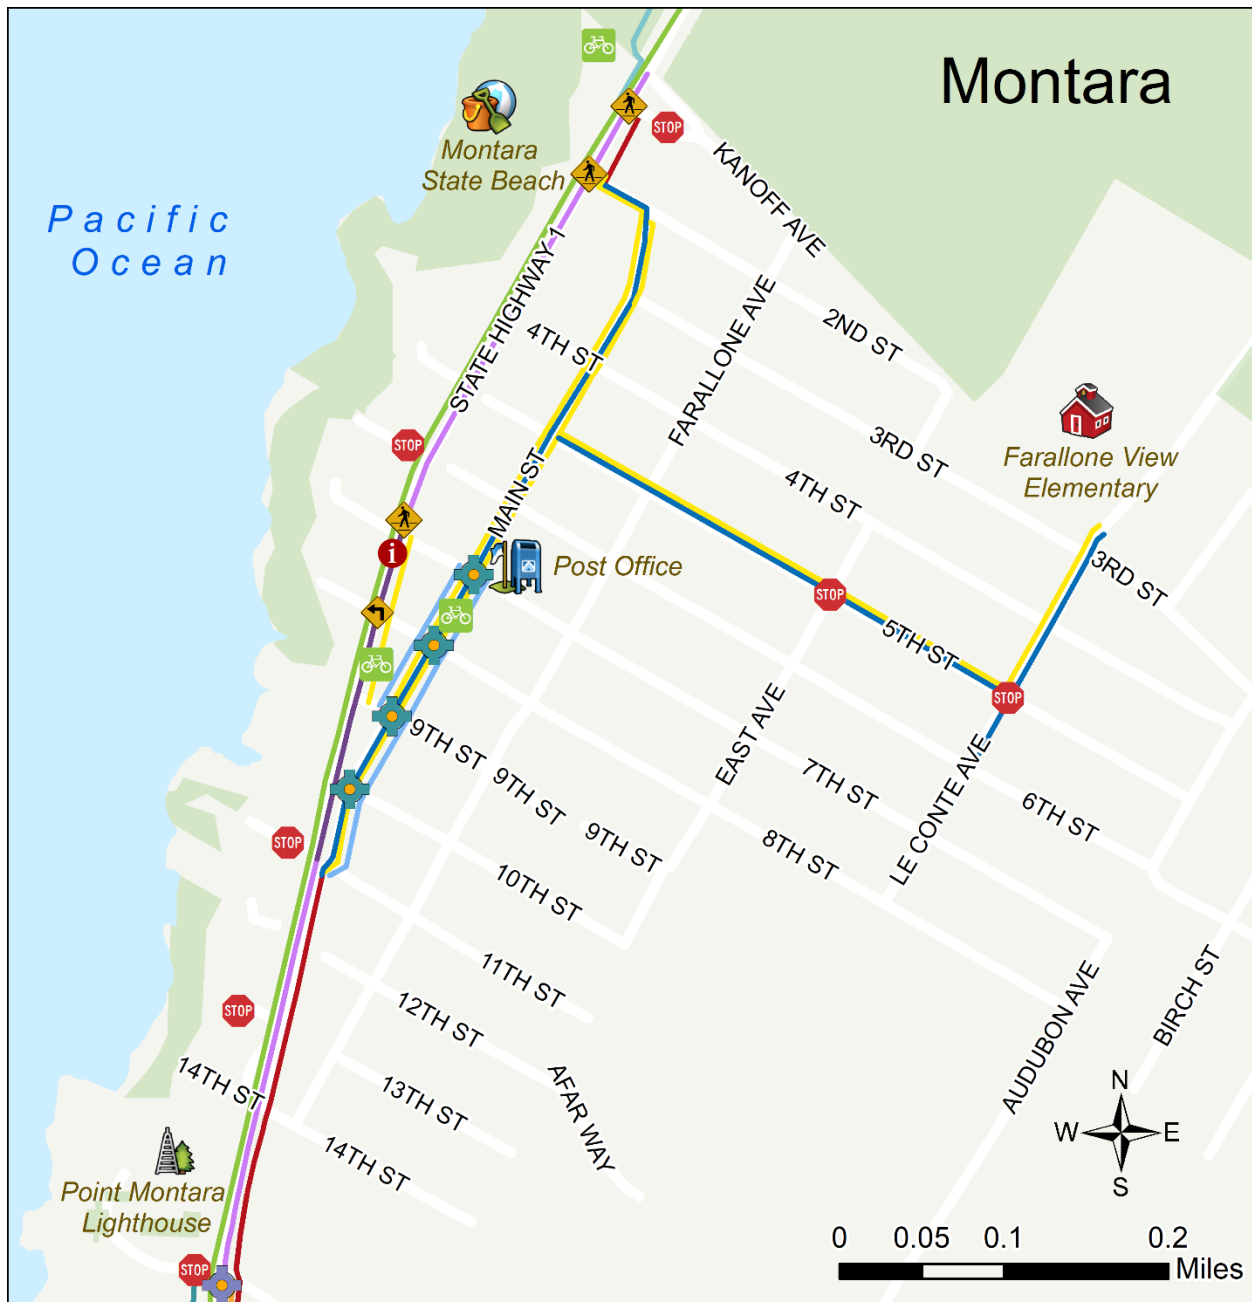 Montara
STOP
Montara
State Beach
KANOFF AVE
Pacific
Ocean
STATE HIGHWAY 1
FARALLONE AVE
2ND ST
4TH ST
3RD ST
Farallone View
Elementary
STOP
4TH ST
MAIN ST
i
Post Office
3RD ST
STOP
5TH ST
STOP
EAST AVE
9TH ST
9TH ST
9TH ST
7TH ST
6TH ST
LE CONTE AVE
8TH ST
STOP
10TH ST
11TH ST
STOP
12TH ST
AUDUBON AVE
BIRCH ST
14TH ST
13TH ST
AFAR WAY
14TH ST
N
W
E
S
Point Montara
Lighthouse
STOP
0 0.05 0.1 0.2
Miles